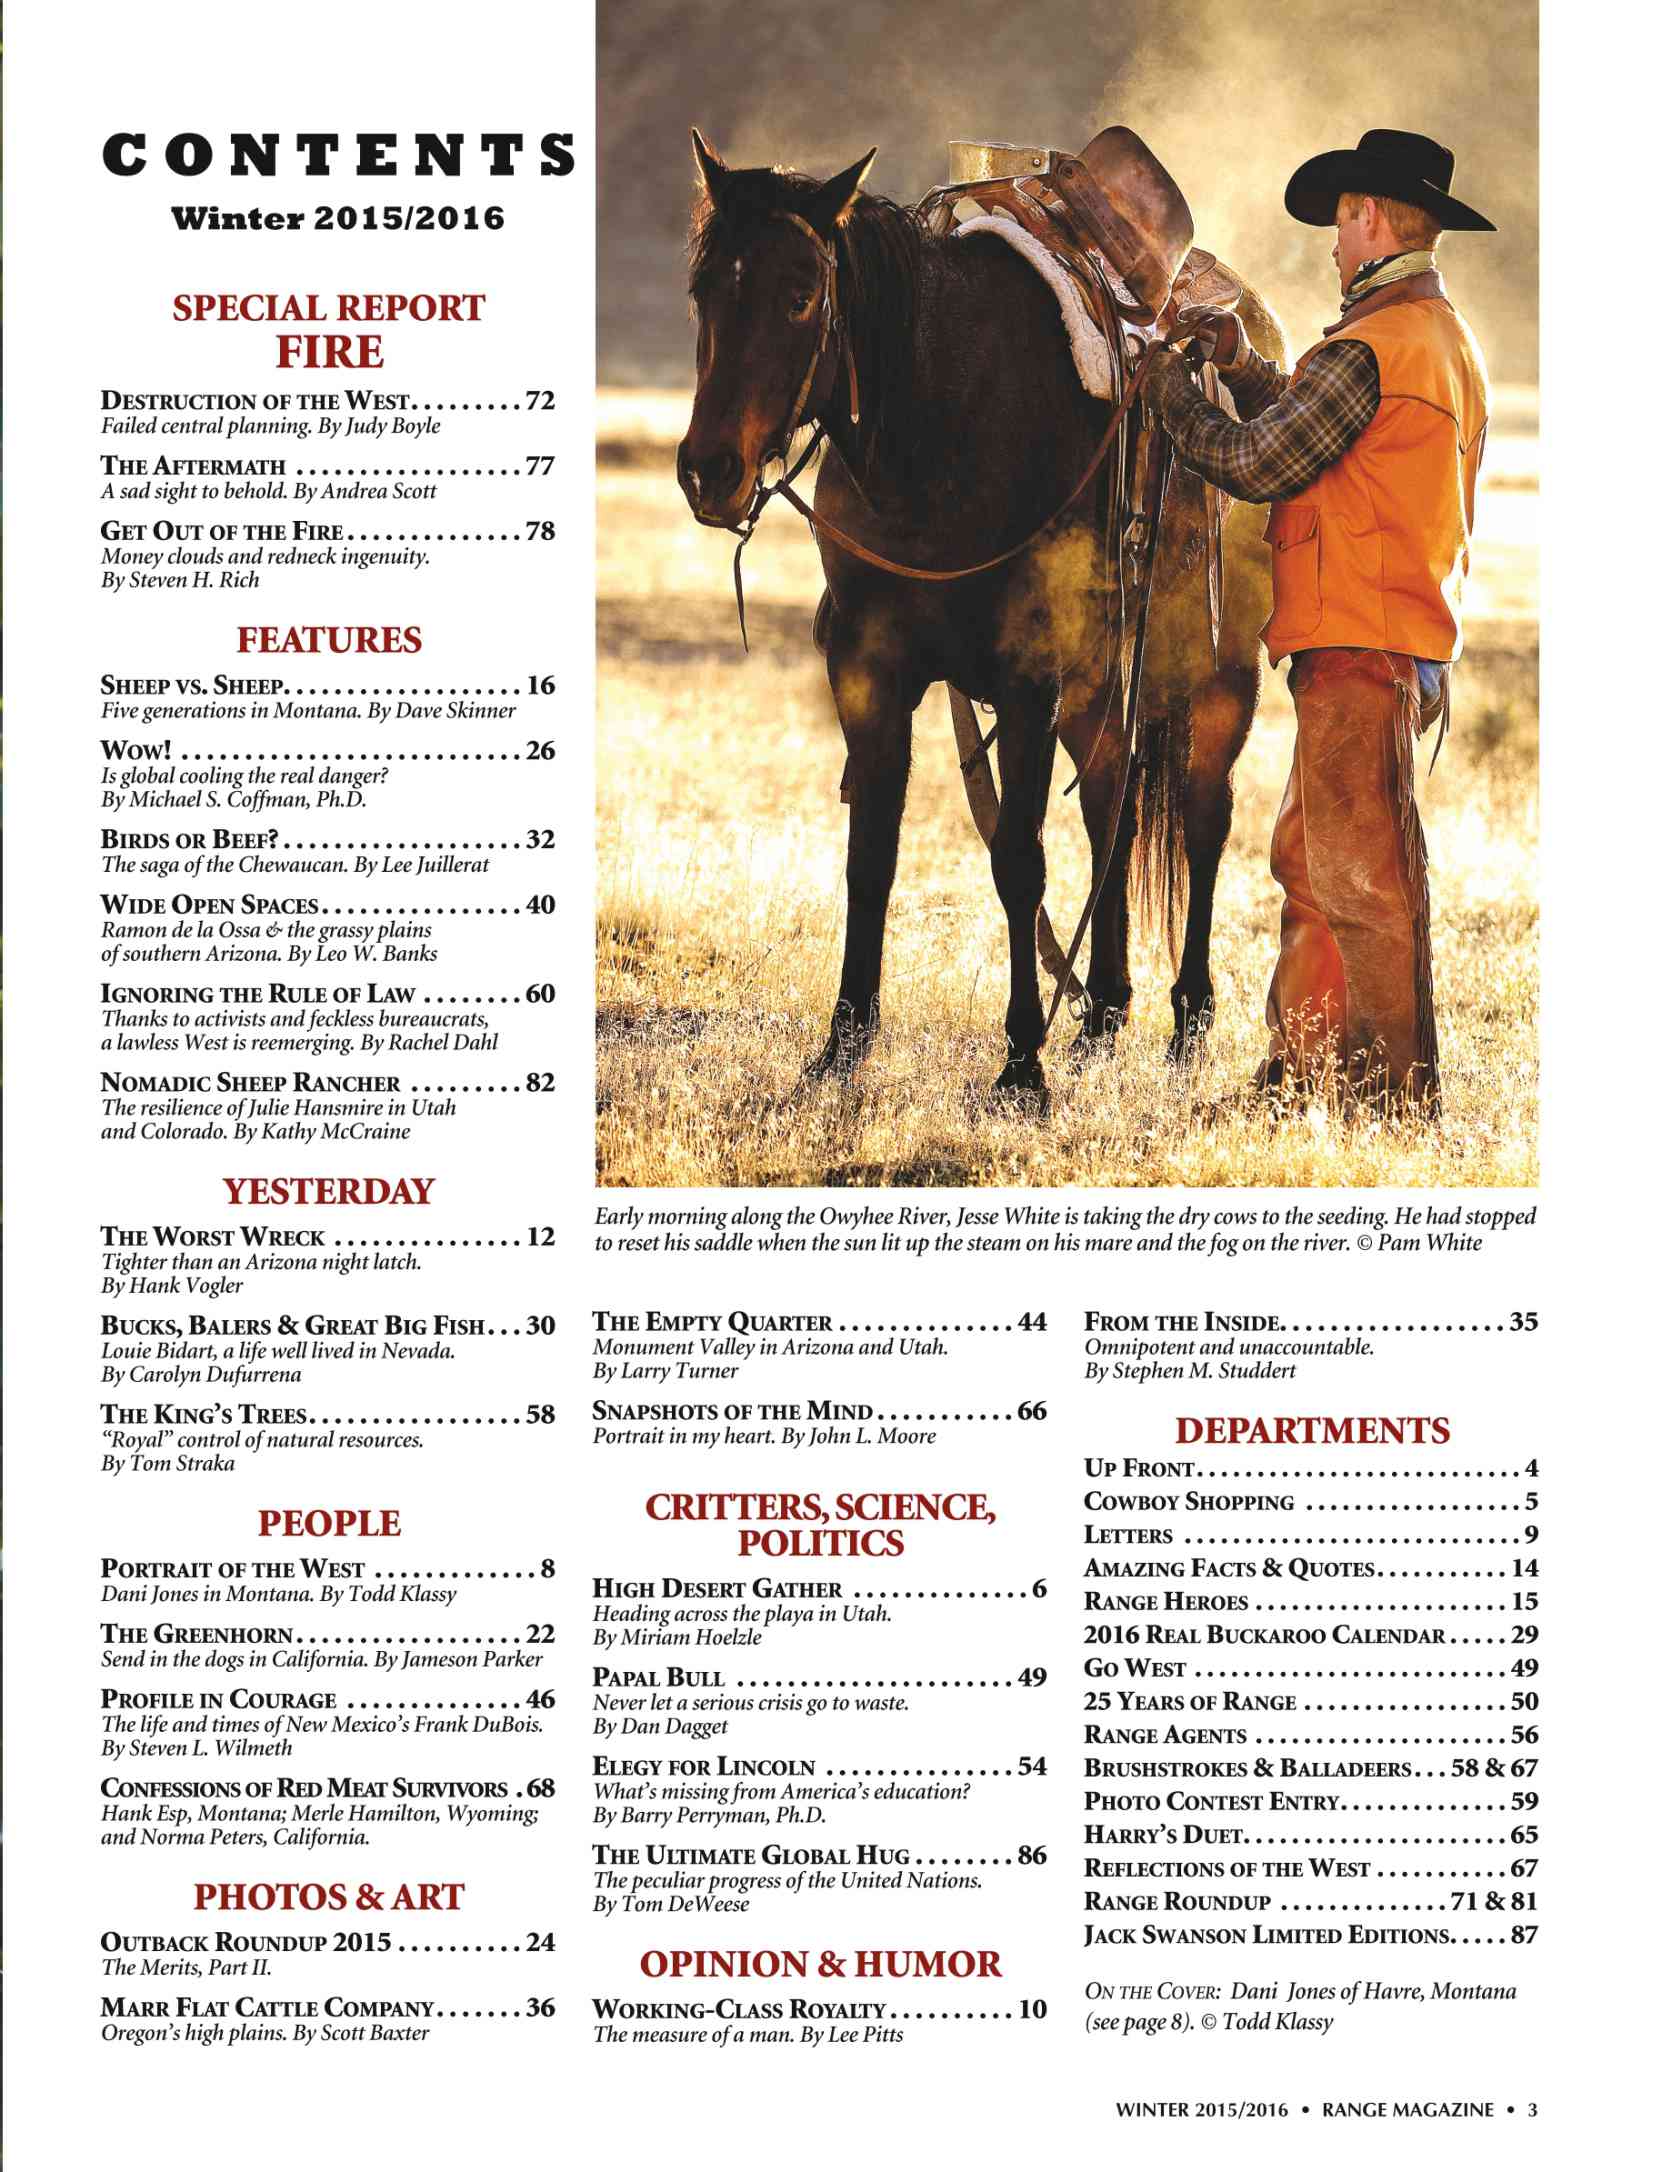 CONTENTS
Winter 2015/2016
SPECIAL REPORT
FIRE
DESTRUCTION OF THE WEST.........72
Failed central planning. By Judy Boyle
THE AFTERMATH ..................77
A sad sight to behold. By Andrea Scott
GET OUT OF THE FIRE..............78
Money clouds and redneck ingenuity.
By Steven H. Rich
FEATURES
SHEEP VS. SHEEP...................16
Five generations in Montana. By Dave Skinner
WOW! ...........................26
Is global cooling the real danger?
By Michael S. Coffman, Ph.D.
BIRDS OR BEEF?...................32
The saga of the Chewaucan. By Lee Juillerat
WIDE OPEN SPACES................40
Ramon de la Ossa & the grassy plains
of southern Arizona. By Leo W. Banks
IGNORING THE RULE OF LAW ........60
Thanks to activists and feckless bureaucrats,
a lawless West is reemerging. By Rachel Dahl
NOMADIC SHEEP RANCHER .........82
The resilience of Julie Hansmire in Utah
and Colorado. By Kathy McCraine
YESTERDAY
THE WORST WRECK ...............12
Tighter than an Arizona night latch.
By Hank Vogler
BUCKS, BALERS & GREAT BIG FISH...30
Louie Bidart, a life well lived in Nevada.
By Carolyn Dufurrena
THE KING'S TREES.................58
“Royal” control of natural resources.
By Tom Straka
PEOPLE
PORTRAIT OF THE WEST .............8
Dani Jones in Montana. By Todd Klassy
THE GREENHORN..................22
Send in the dogs in California. By Jameson Parker
PROFILE IN COURAGE ..............46
The life and times of New Mexico's Frank DuBois.
By Steven L. Wilmeth
CONFESSIONS OF RED MEAT SURVIVORS .68
Hank Esp, Montana; Merle Hamilton, Wyoming;
and Norma Peters, California.
PHOTOS & ART
OUTBACK ROUNDUP 2015..........24
The Merits, Part II.
MARR FLAT CATTLE COMPANY.......36
Oregon's high plains. By Scott Baxter
Early morning along the Owyhee River, Jesse White is taking the dry cows to the seeding. He had stopped
to reset his saddle when the sun lit up the steam on his mare and the fog on the river. © Pam White
THE EMPTY QUARTER..............44
Monument Valley in Arizona and Utah.
By Larry Turner
SNAPSHOTS OF THE MIND...........66
Portrait in my heart. By John L. Moore
CRITTERS, SCIENCE,
POLITICS
HIGH DESERT GATHER .............6
Heading across the playa in Utah.
By Miriam Hoelzle
PAPAL BULL ......................49
Never let a serious crisis go to waste.
By Dan Dagget
ELEGY FOR LINCOLN ...............54
What's missing from America's education?
By Barry Perryman, Ph.D.
THE ULTIMATE GLOBAL HUG........86
The peculiar progress of the United Nations.
By Tom DeWeese
OPINION & HUMOR
WORKING-CLASS ROYALTY..........10
The measure of a man. By Lee Pitts
FROM THE INSIDE..................35
Omnipotent and unaccountable.
By Stephen M. Studdert
DEPARTMENTS
UP FRONT...........................4
COWBOY SHOPPING ..................5
LETTERS ............................9
AMAZING FACTS & QUOTES...........14
RANGE HEROES.....................15
2016 REAL BUCKAROO CALENDAR.....29
GO WEST ..........................49
25 YEARS OF RANGE .................50
RANGE AGENTS .....................56
BRUSHSTROKES & BALLADEERS...58 & 67
PHOTO CONTEST ENTRY..............59
HARRY'S DUET......................65
REFLECTIONS OF THE WEST...........67
RANGE ROUNDUP ..............71 & 81
JACK SWANSON LIMITED EDITIONS.....87
ON THE COVER: Dani Jones of Havre, Montana
(see page 8). © Todd Klassy
WINTER 2015/2016 • RANGE MAGAZINE • 3